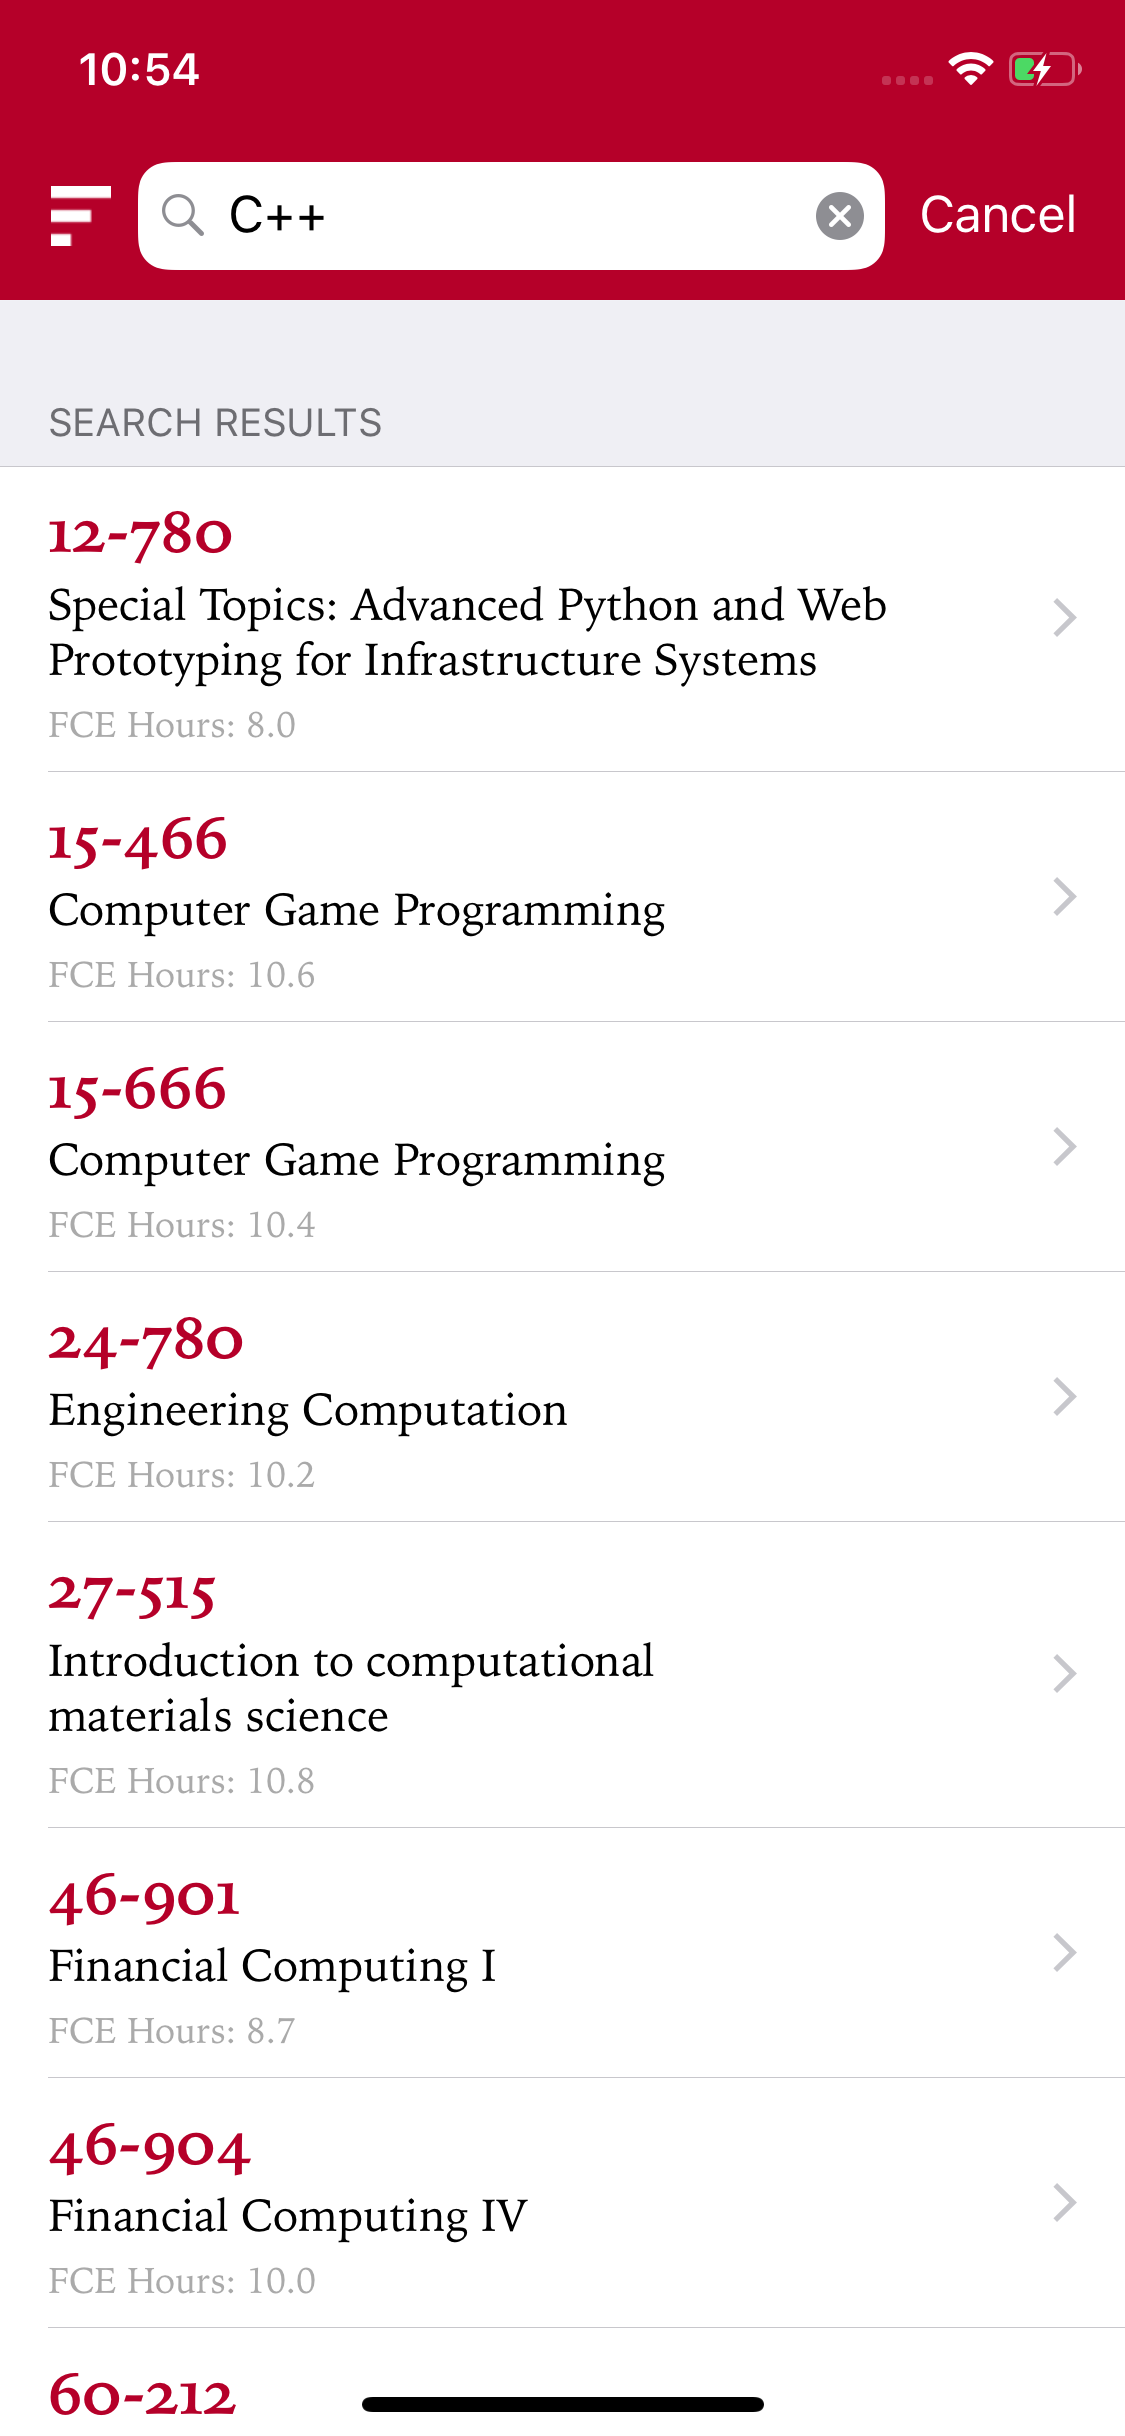 10:54
C++
Cancel
SEARCH RESULTS
12-780
Special Topics: Advanced Python and Web
Prototyping for Infrastructure Systems
FCE Hours: 8.0
15-466
Computer Game Programming
FCE Hours: 10.6
15-666
Computer Game Programming
FCE Hours: 10.4
24-780
Engineering Computation
FCE Hours: 10.2
27-515
Introduction to computational
materials science
FCE Hours: 10.8
46-901
Financial Computing I
FCE Hours: 8.7
46-904
Financial Computing IV
FCE Hours: 10.0
60-212